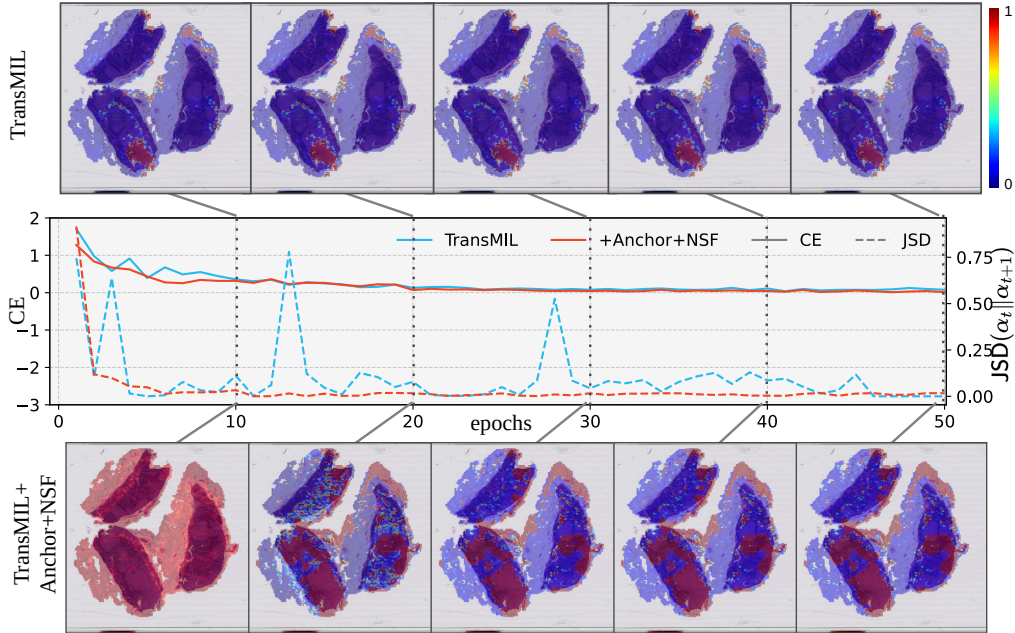 TransMIL
1
0
2
1
0
−1
−2
−3
CE
TransMIL
+Anchor+NSF
CE
JSD
0.75
0.50
0.25
0.00
JSD(αt∥αt+1)
0
10
20
30
40
50
epochs
TransMIL+
Anchor+NSF